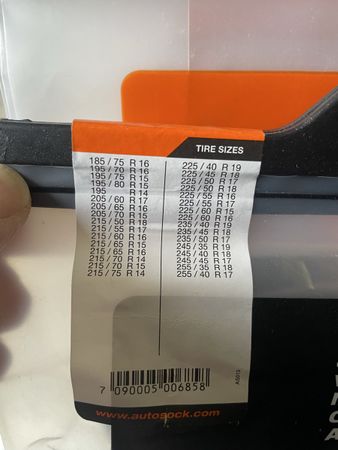 TIRE SIZES
185 / 75 R 16
195 / 70 R 16
195 / 75 R 15
195 / 80 R 15
195 R 14
205 / 60 R 17
205 / 65 R 16
205 / 70 R 15
215 / 50 R 18
215 / 55 R 17
215 / 60 R 16
215 / 65 R 16
215 / 70 R 14
215 / 70 R 15
215 / 75 R 14
225 / 40 R 19
225 / 45 R 18
225 / 50 R 17
225 / 50 R 18
225 / 55 R 16
225 / 55 R 17
225 / 60 R 15
225 / 60 R 16
235 / 40 R 19
235 / 45 R 18
235 / 50 R 17
245 / 35 R 19
245 / 40 R 18
245 / 45 R 17
255 / 35 R 18
255 / 40 R 17
7 090005 006858
www.autosock.com